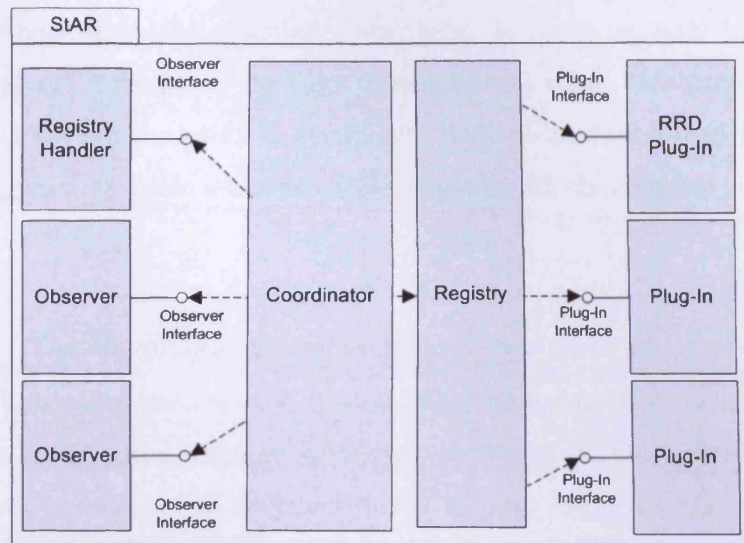 StAR
Observer
Interface
Plug-In
Interface
Registry
Handler
RRD
Plug-In
Observer
Observer
Interface
Coordinator
Registry
Plug-In
Interface
Plug-In
Observer
Observer
Interface
Plug-In
Interface
Plug-In